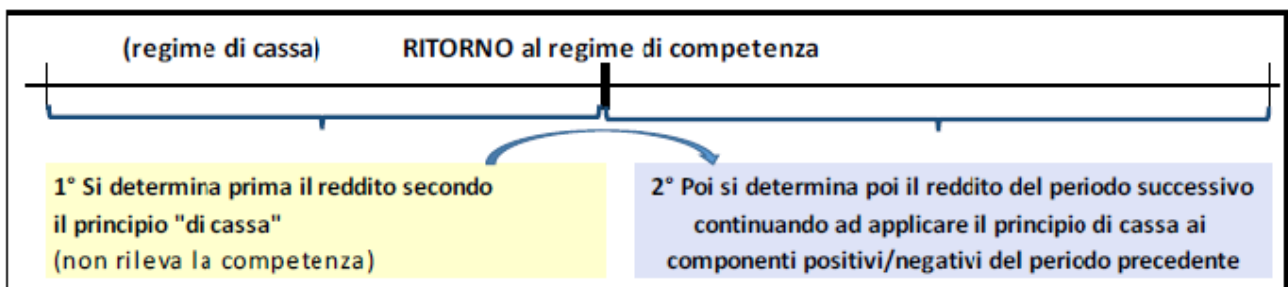 (regime di cassa) RITORNO al regime di competenza
1° Si determina prima il reddito secondo
il principio "di cassa"
(non rileva la competenza)
2° Poi si determina poi il reddito del periodo successivo
continuando ad applicare il principio di cassa ai
componenti positivi/negativi del periodo precedente